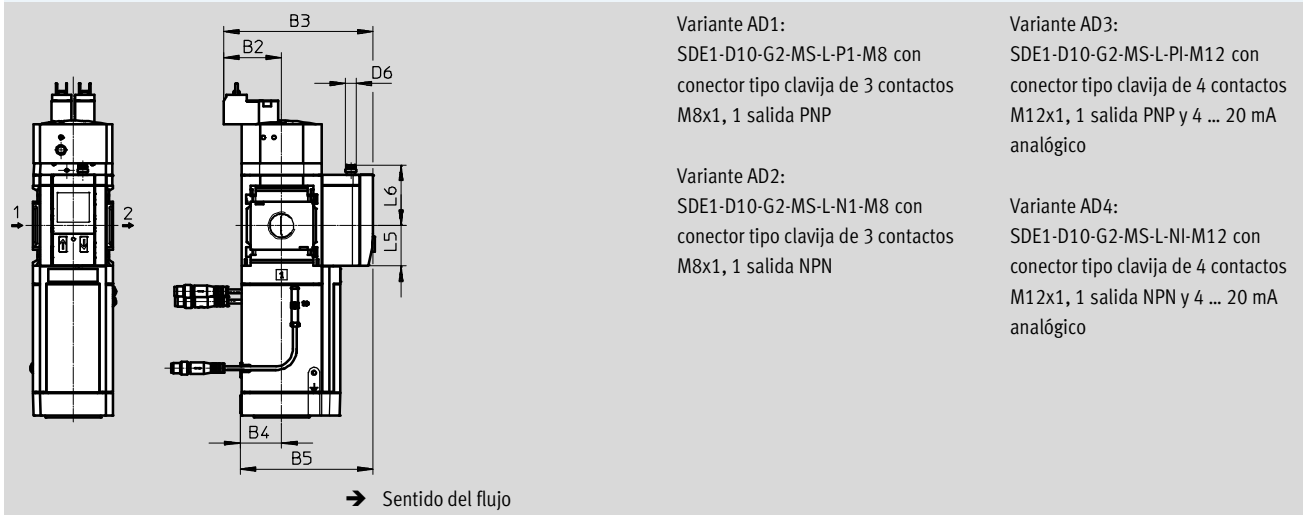 B3
B2
D6
L6
L5
1
2
1
B4
B5
➔ Sentido del flujo
Variante AD1:
SDE1-D10-G2-MS-L-P1-M8 con
conector tipo clavija de 3 contactos
M8x1, 1 salida PNP
Variante AD2:
SDE1-D10-G2-MS-L-N1-M8 con
conector tipo clavija de 3 contactos
M8x1, 1 salida NPN
Variante AD3:
SDE1-D10-G2-MS-L-PI-M12 con
conector tipo clavija de 4 contactos
M12x1, 1 salida PNP y 4 … 20 mA
analógico
Variante AD4:
SDE1-D10-G2-MS-L-NI-M12 con
conector tipo clavija de 4 contactos
M12x1, 1 salida NPN y 4 … 20 mA
analógico